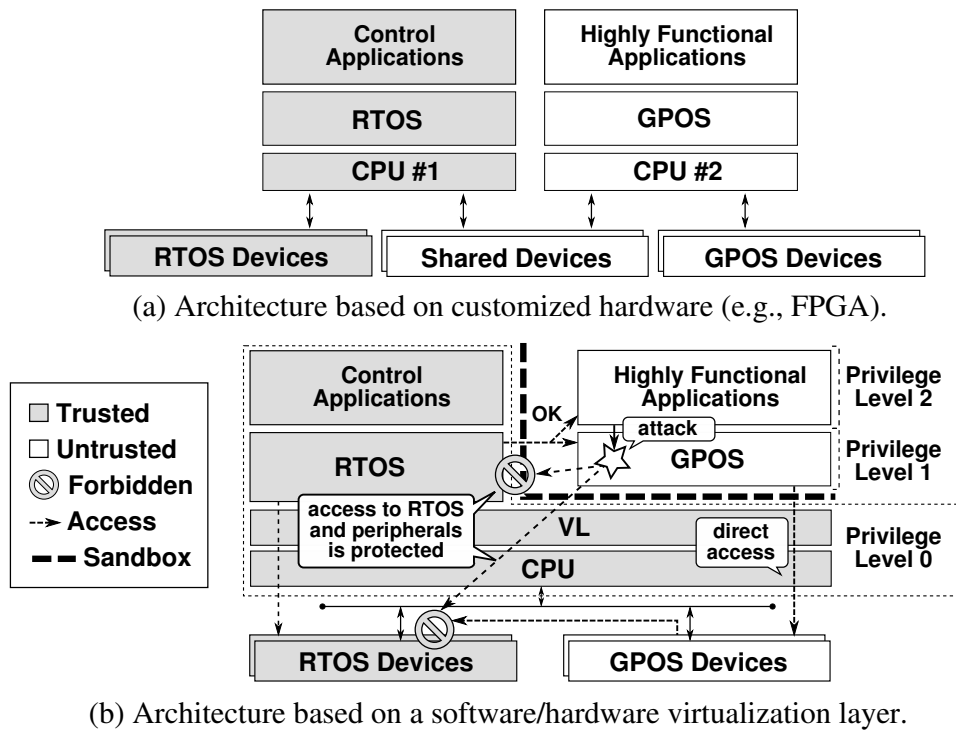 Control
Applications
Highly Functional
Applications
RTOS
GPOS
CPU #1
CPU #2
RTOS Devices
Shared Devices
GPOS Devices
(a) Architecture based on customized hardware (e.g., FPGA).
Trusted
Untrusted
Forbidden
Access
Sandbox
Control
Applications
Highly Functional
Applications
Privilege
Level 2
OK
attack
RTOS
GPOS
Privilege
Level 1
access to RTOS
and peripherals
is protected
VL
direct
access
CPU
Privilege
Level 0
RTOS Devices
GPOS Devices
(b) Architecture based on a software/hardware virtualization layer.